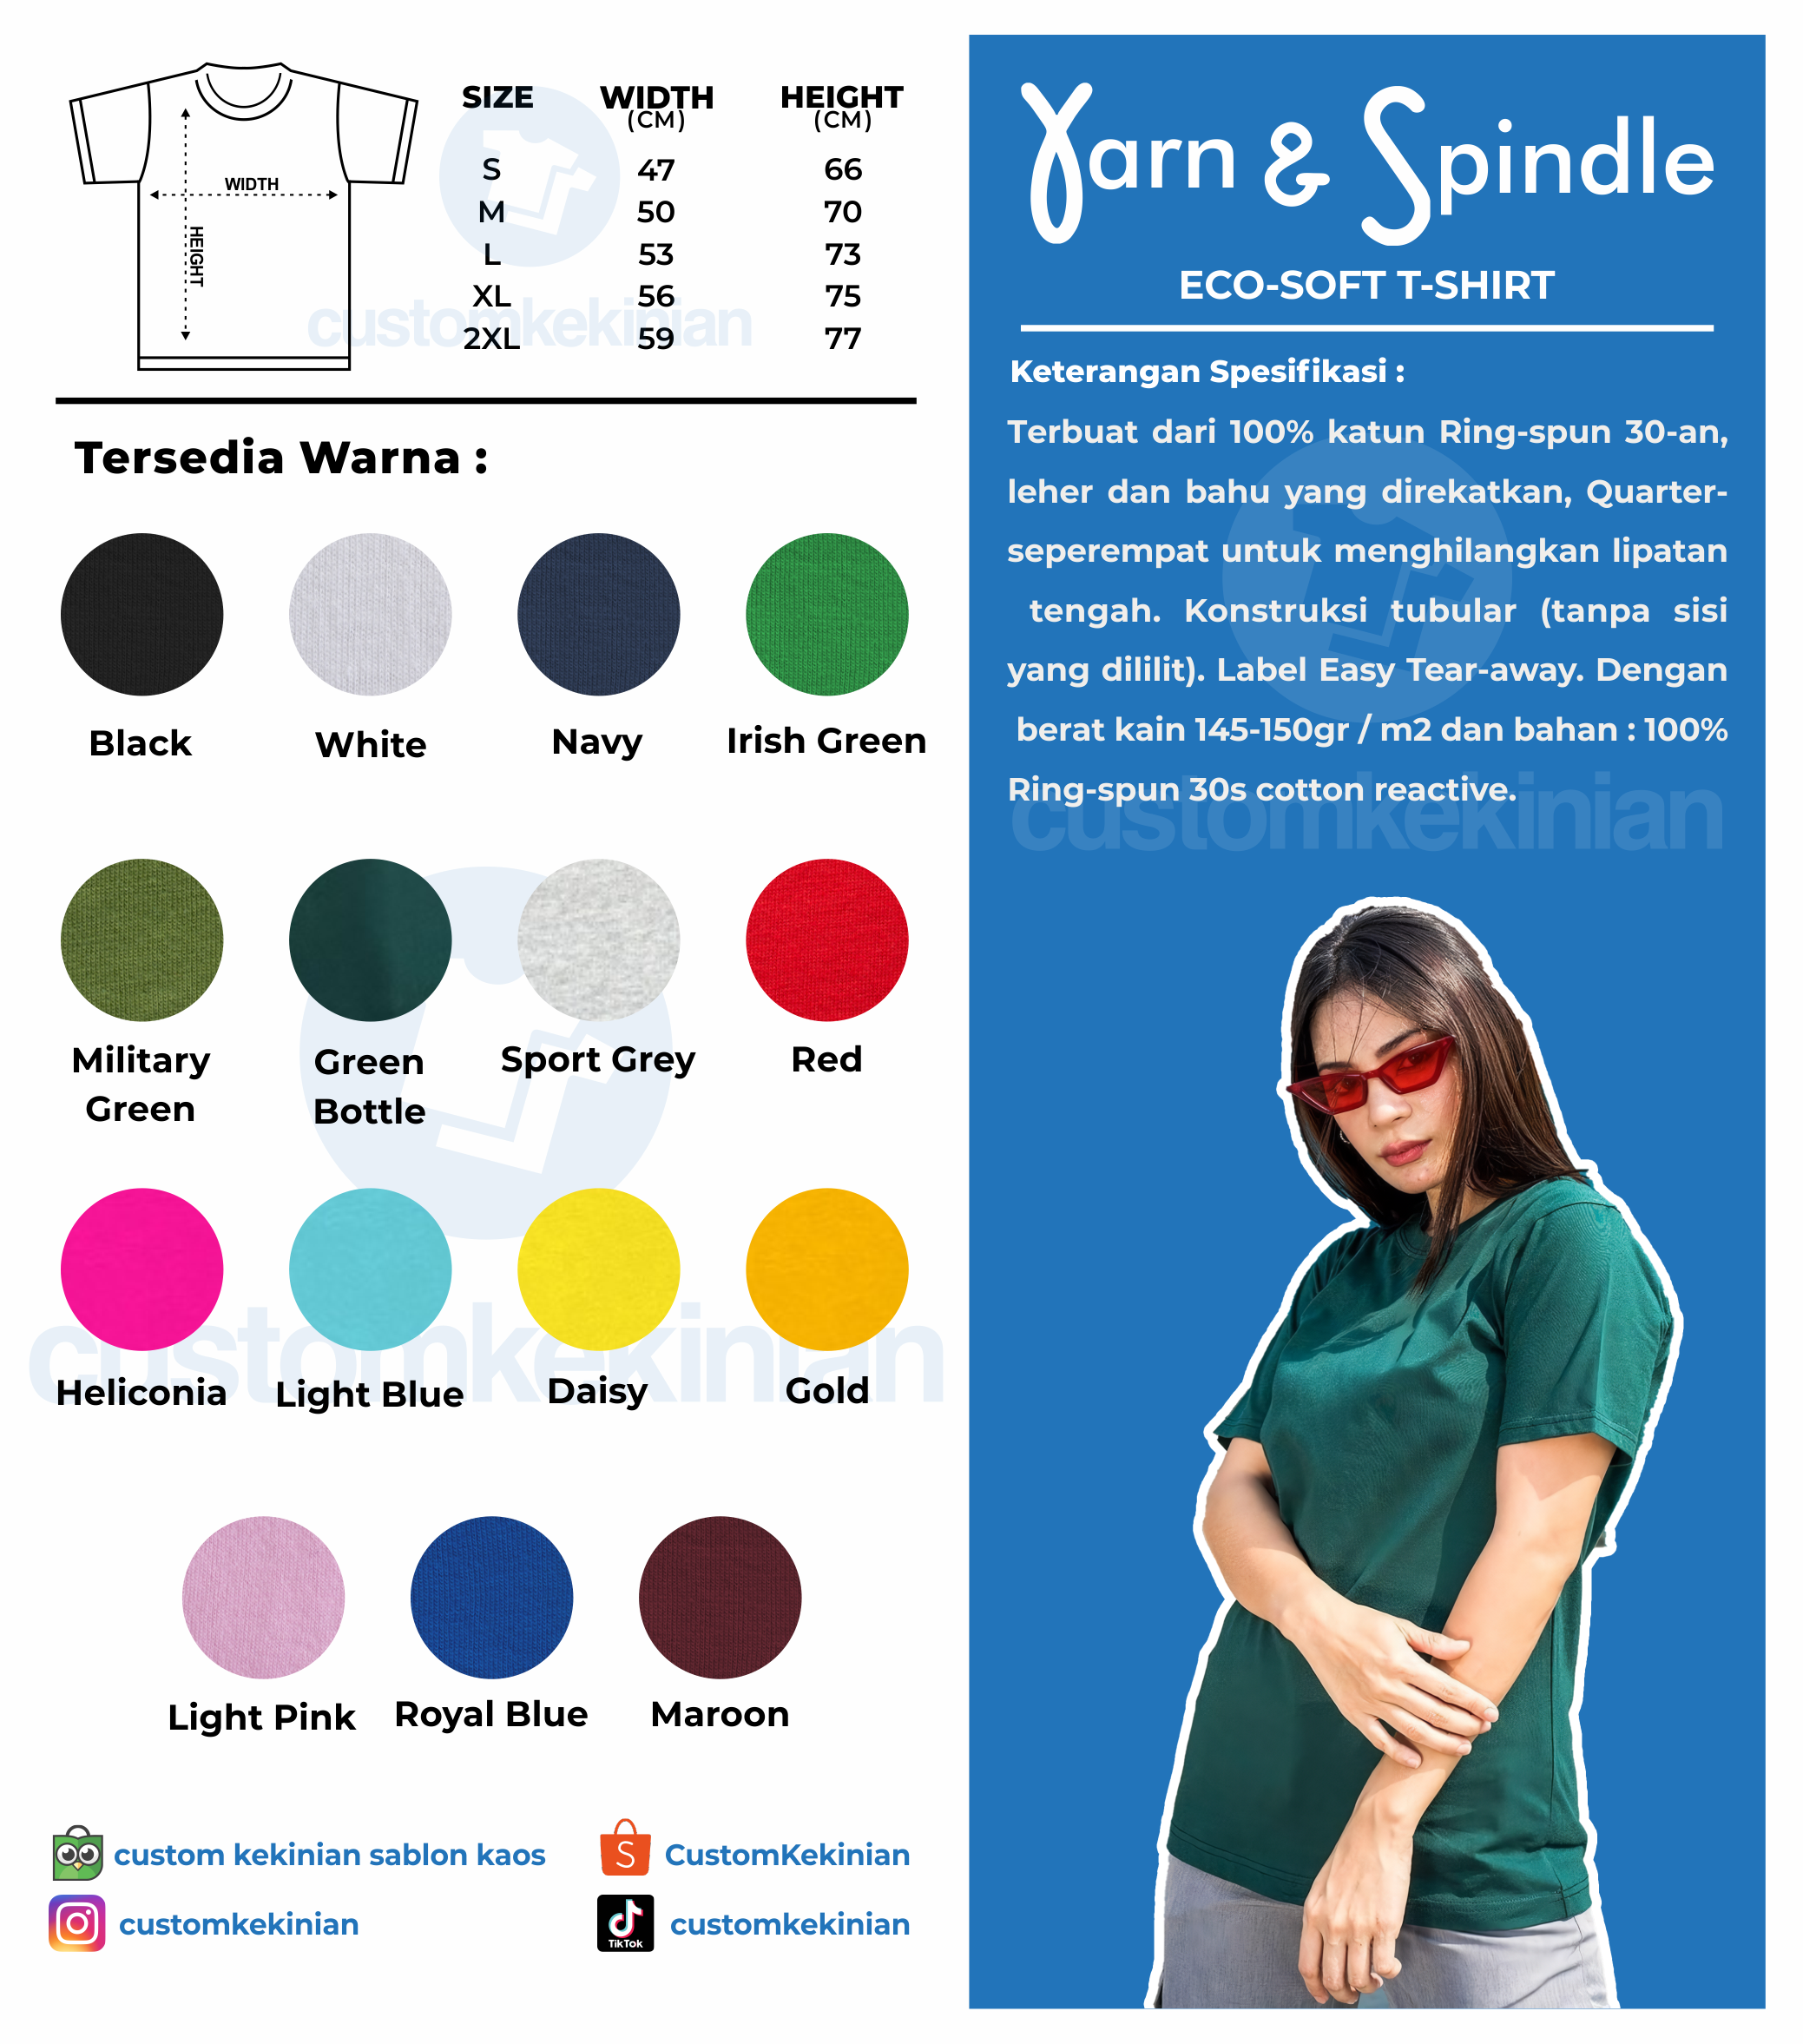 WIDTH
HEIGHT
SIZE WIDTH HEIGHT
(CM) (CM)
S 47 66
M 50 70
L 53 73
XL 56 75
2XL 59 77
customkekinian
Tersedia Warna :
Black White Navy Irish Green
Military Green Sport Grey Red
Green Bottle
Heliconia Light Blue Daisy Gold
customkekinian
Light Pink Royal Blue Maroon
custom kekinian sablon kaos
S CustomKekinian
customkekinian
TikTok customkekinian
Yarn & Spindle
ECO-SOFT T-SHIRT
Keterangan Spesifikasi :
Terbuat dari 100% katun Ring-spun 30-an,
leher dan bahu yang direkatkan, Quarter-
seperempat untuk menghilangkan lipatan
tengah. Konstruksi tubular (tanpa sisi
yang dililit). Label Easy Tear-away. Dengan
berat kain 145-150gr / m2 dan bahan : 100%
Ring-spun 30s cotton reactive.
customkekinian